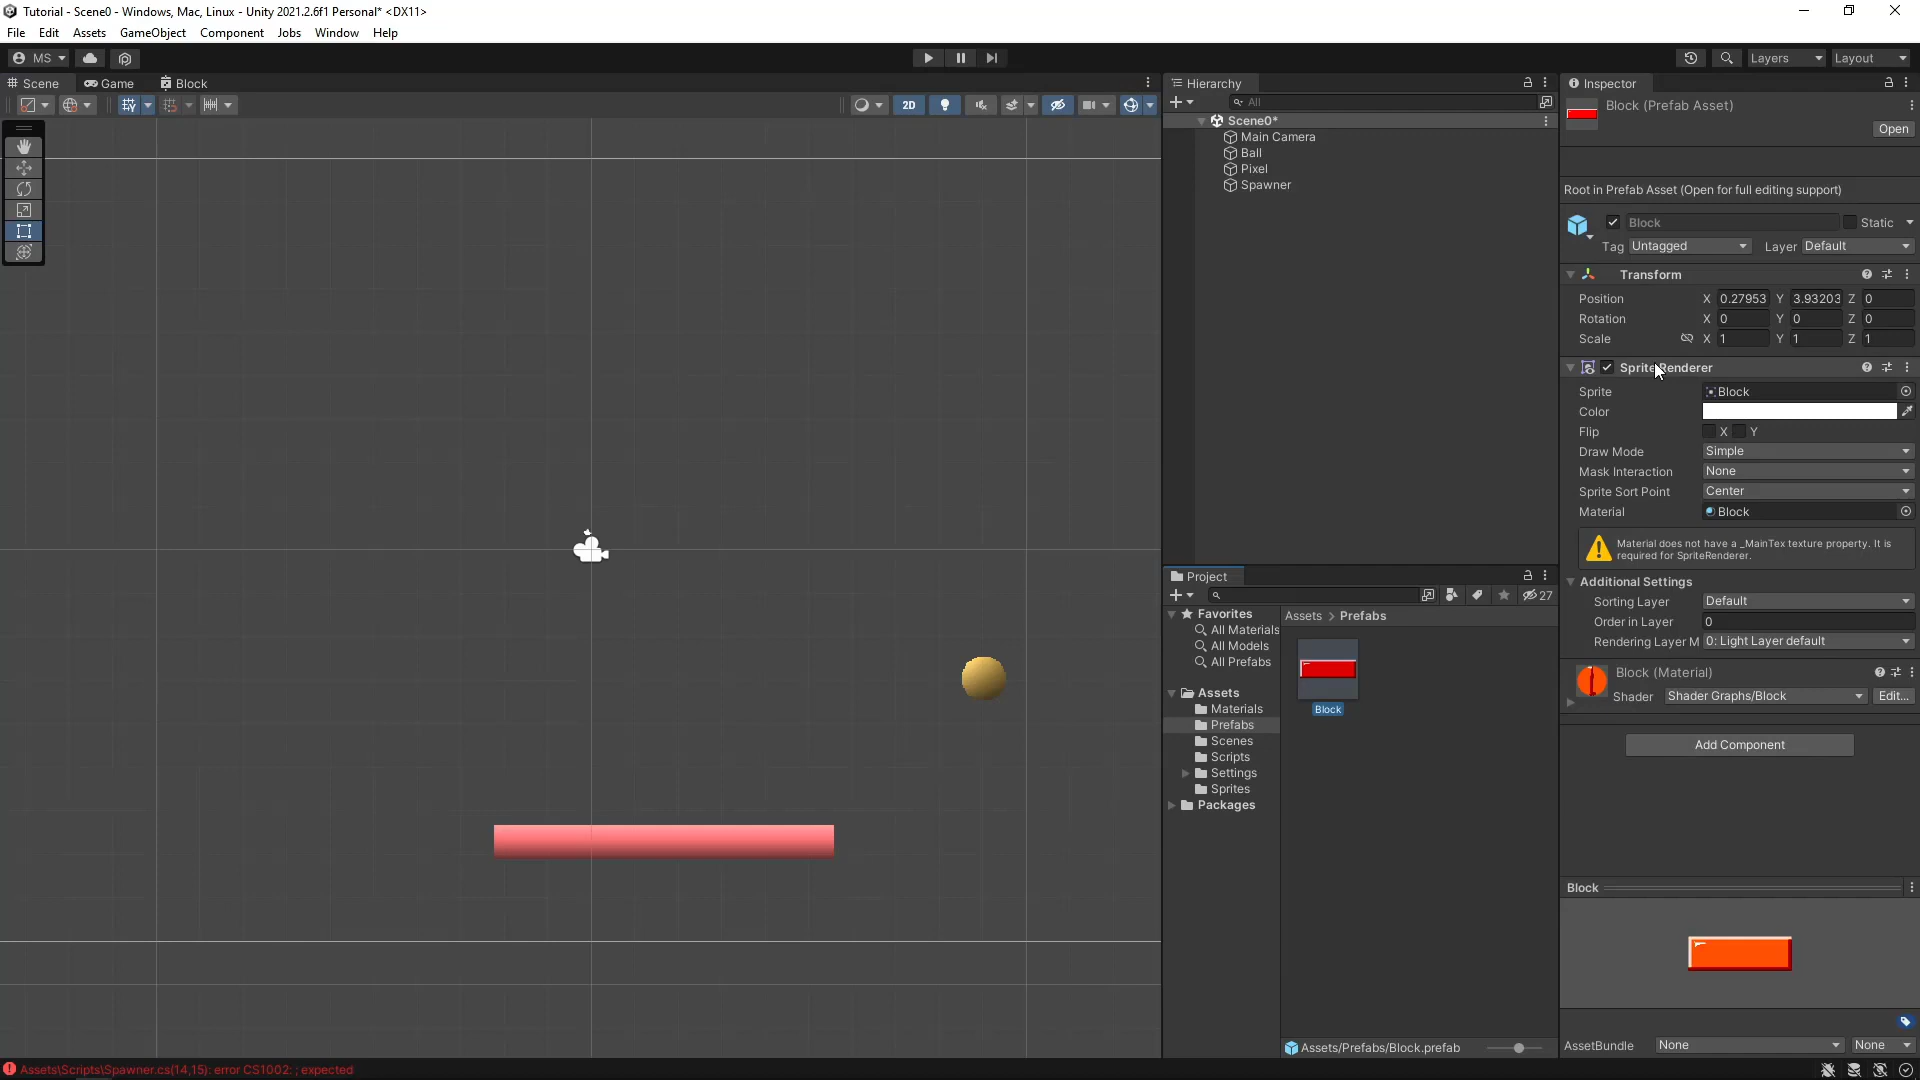 Tutorial - Scene0 - Windows, Mac, Linux - Unity 2021.2.6f1 Personal* <DX11>
File Edit Assets GameObject Component Jobs Window Help
MS Layers Layout
Scene Game Block
2D
Hierarchy
All
Scene0*
Main Camera
Ball
Pixel
Spawner
Project
27
Favorites
All Materials
All Models
All Prefabs
Assets
Materials
Prefabs
Scenes
Scripts
Settings
Sprites
Packages
Assets > Prefabs
Block
Assets/Prefabs/Block.prefab
Inspector
Block (Prefab Asset)
Open
Root in Prefab Asset (Open for full editing support)
Block Static
Tag Untagged Layer Default
Transform
Position X 0.27953 Y 3.93203 Z 0
Rotation X 0 Y 0 Z 0
Scale X 1 Y 1 Z 1
Sprite Renderer
Sprite Block
Color
Flip X Y
Draw Mode Simple
Mask Interaction None
Sprite Sort Point Center
Material Block
Material does not have a _MainTex texture property. It is
required for SpriteRenderer.
Additional Settings
Sorting Layer Default
Order in Layer 0
Rendering Layer M 0: Light Layer default
Block (Material)
Shader Shader Graphs/Block Edit...
Add Component
Block
AssetBundle None None
Assets\Scripts\Spawner.cs(14,15): error CS1002: ; expected